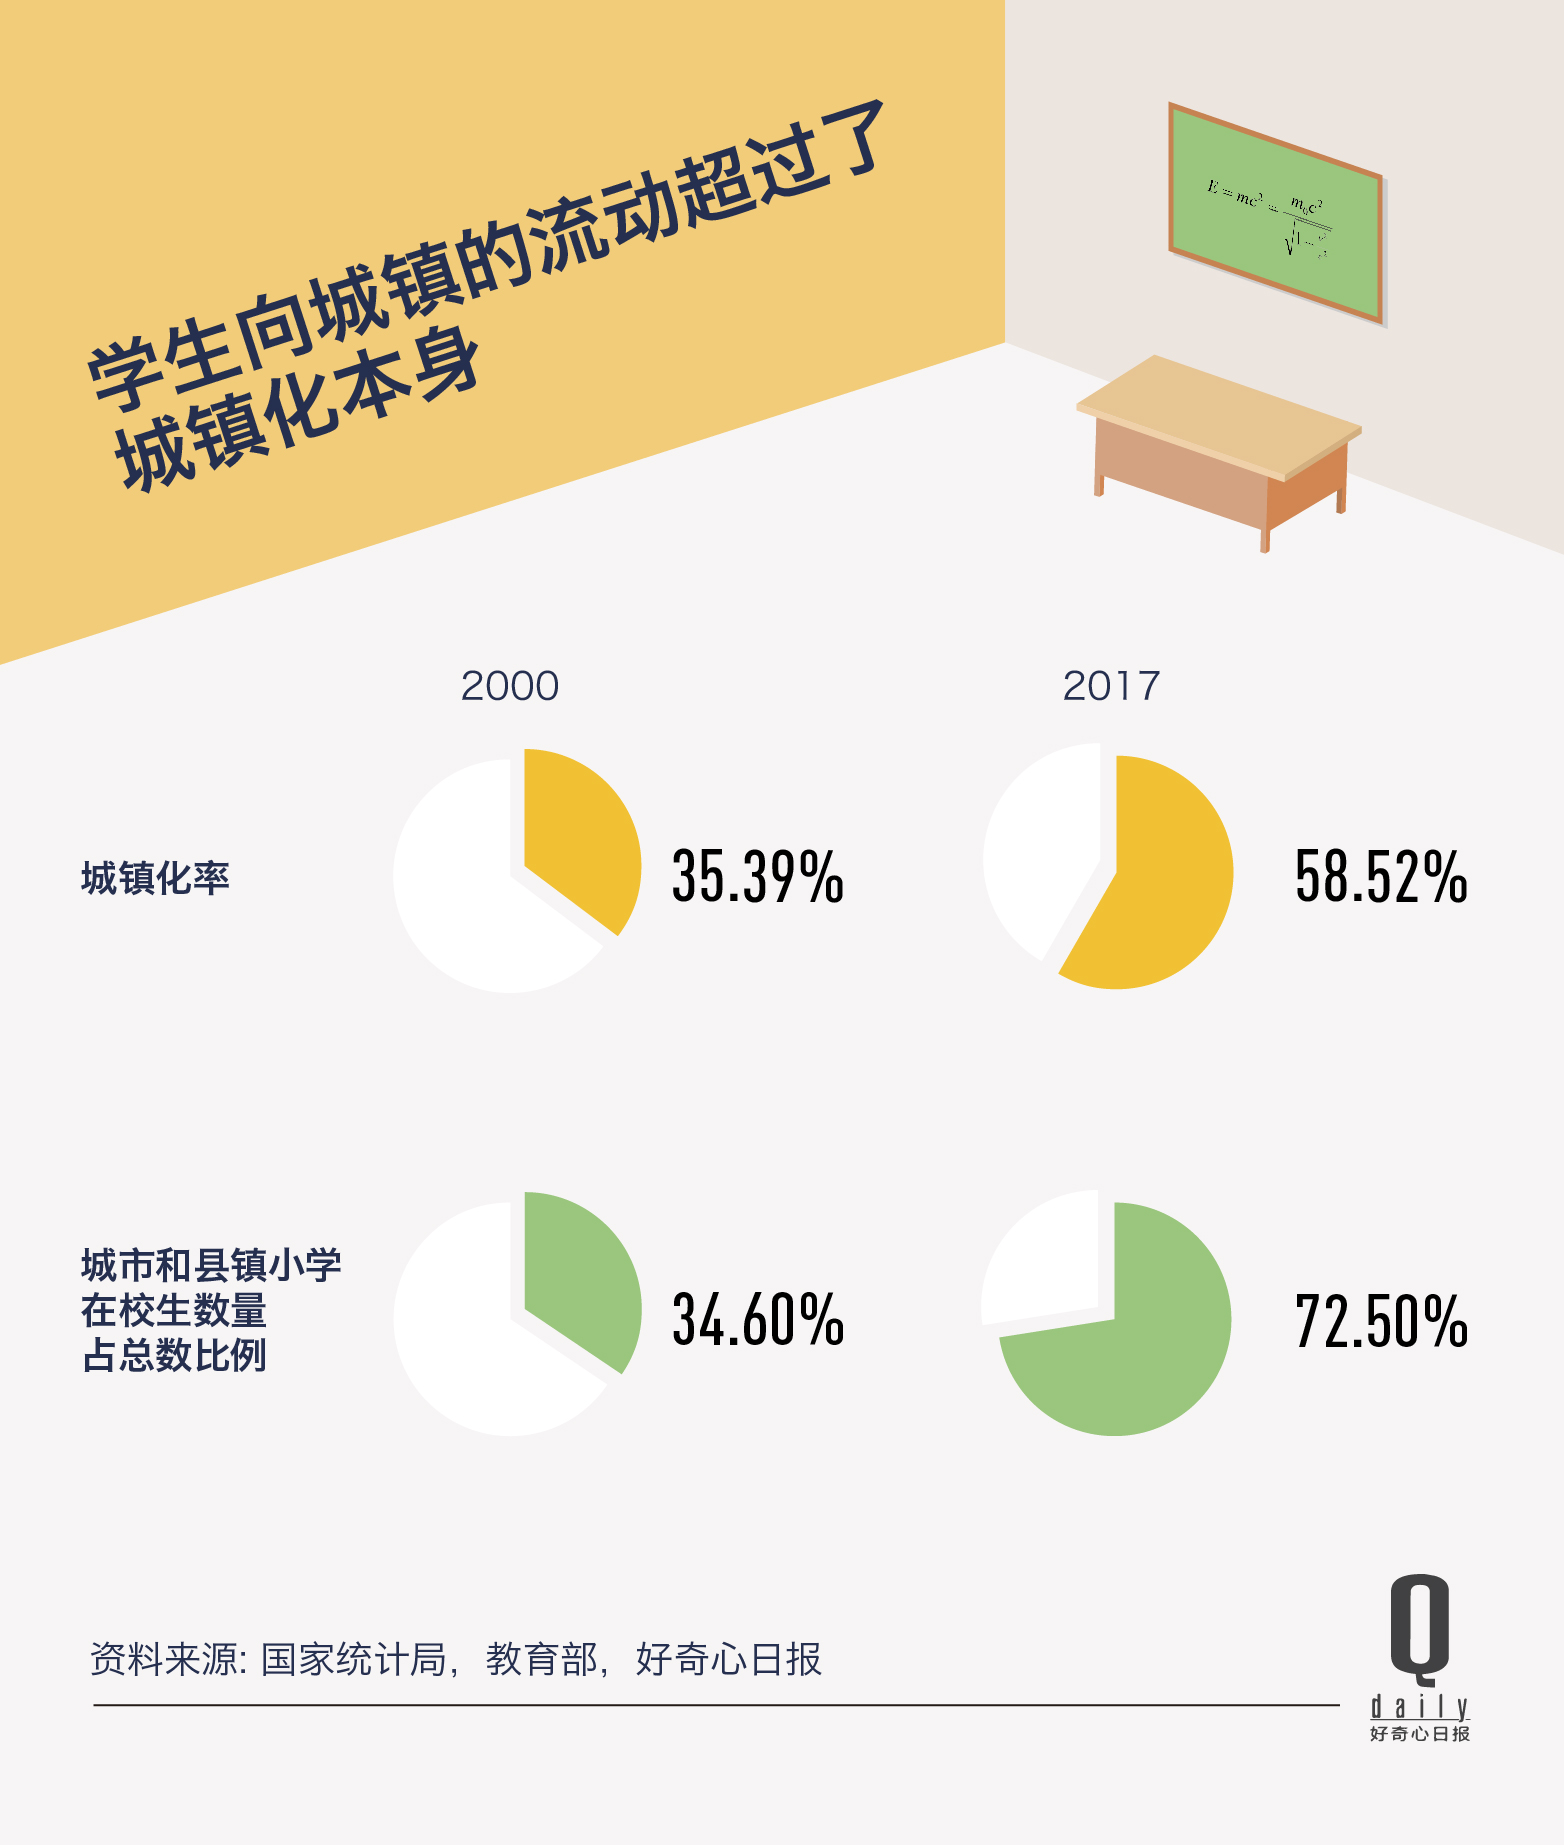 学生向城镇的流动超过了
城镇化本身
E = mc² = m₀c²
2000 2017
城镇化率 35.39% 58.52%
城市和县镇小学
在校生数量
占总数比例
34.60% 72.50%
资料来源: 国家统计局，教育部，好奇心日报
Q
daily
好奇心日报